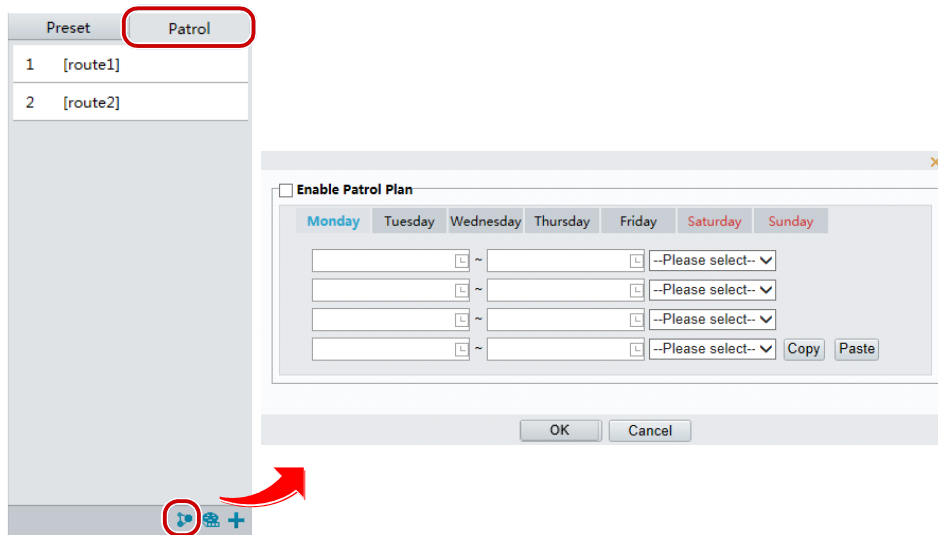 Preset Patrol
1 [route1]
2 [route2]
Enable Patrol Plan
Monday Tuesday Wednesday Thursday Friday Saturday Sunday
~ --Please select--
~ --Please select--
~ --Please select--
~ --Please select-- Copy Paste
OK Cancel